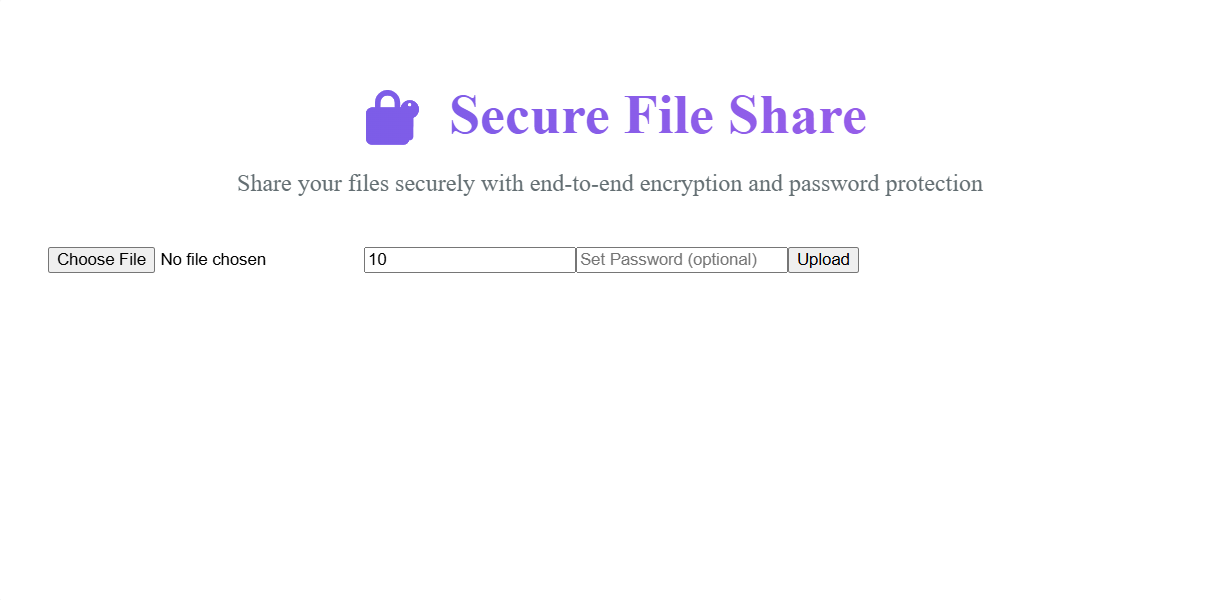 Secure File Share
Share your files securely with end-to-end encryption and password protection
Choose File No file chosen 10 Set Password (optional) Upload